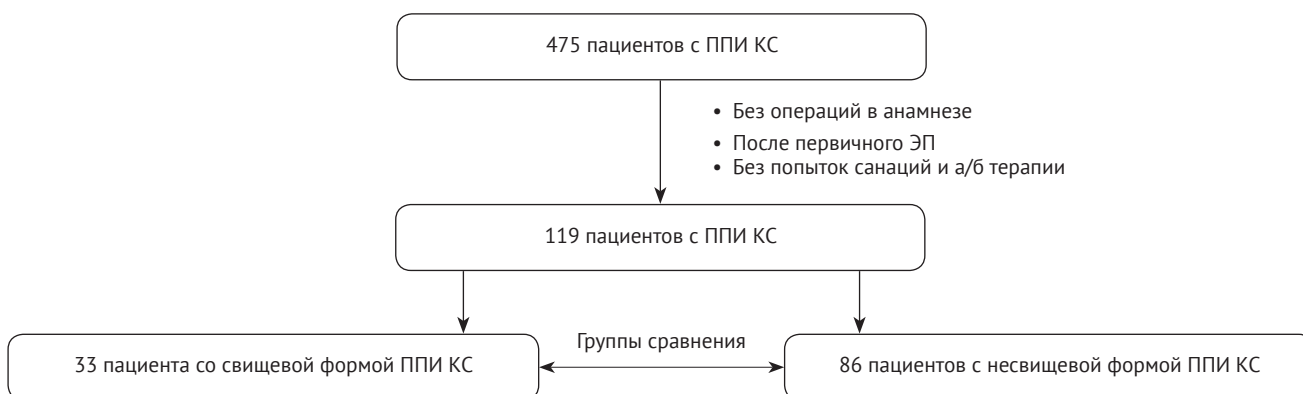 475 пациентов с ППИ КС
• Без операций в анамнезе
• После первичного ЭП
• Без попыток санаций и а/б терапии
119 пациентов с ППИ КС
Группы сравнения
33 пациента со свищевой формой ППИ КС
86 пациентов с несвищевой формой ППИ КС